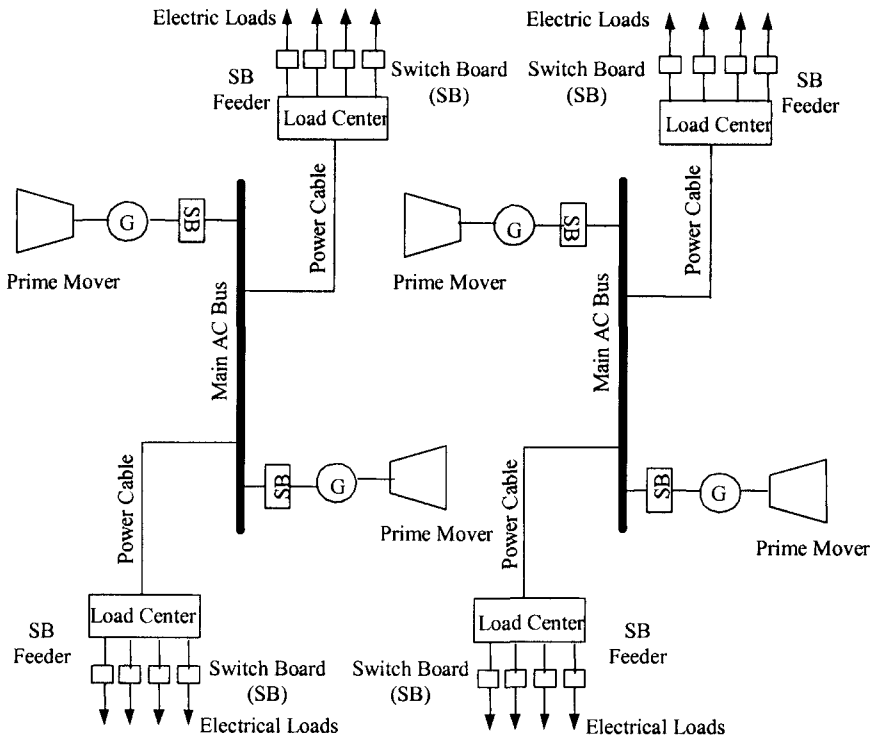 Electric Loads
SB
Feeder
Switch Board
(SB)
Load Center
Power Cable
SB
G
Prime Mover
Main AC Bus
SB
G
Prime Mover
Power Cable
Load Center
SB
Feeder
Switch Board
(SB)
Electrical Loads
Electric Loads
Switch Board
(SB)
SB
Feeder
Load Center
Power Cable
G
SB
Prime Mover
Main AC Bus
SB
G
Prime Mover
Power Cable
Load Center
SB
Feeder
Switch Board
(SB)
Electrical Loads